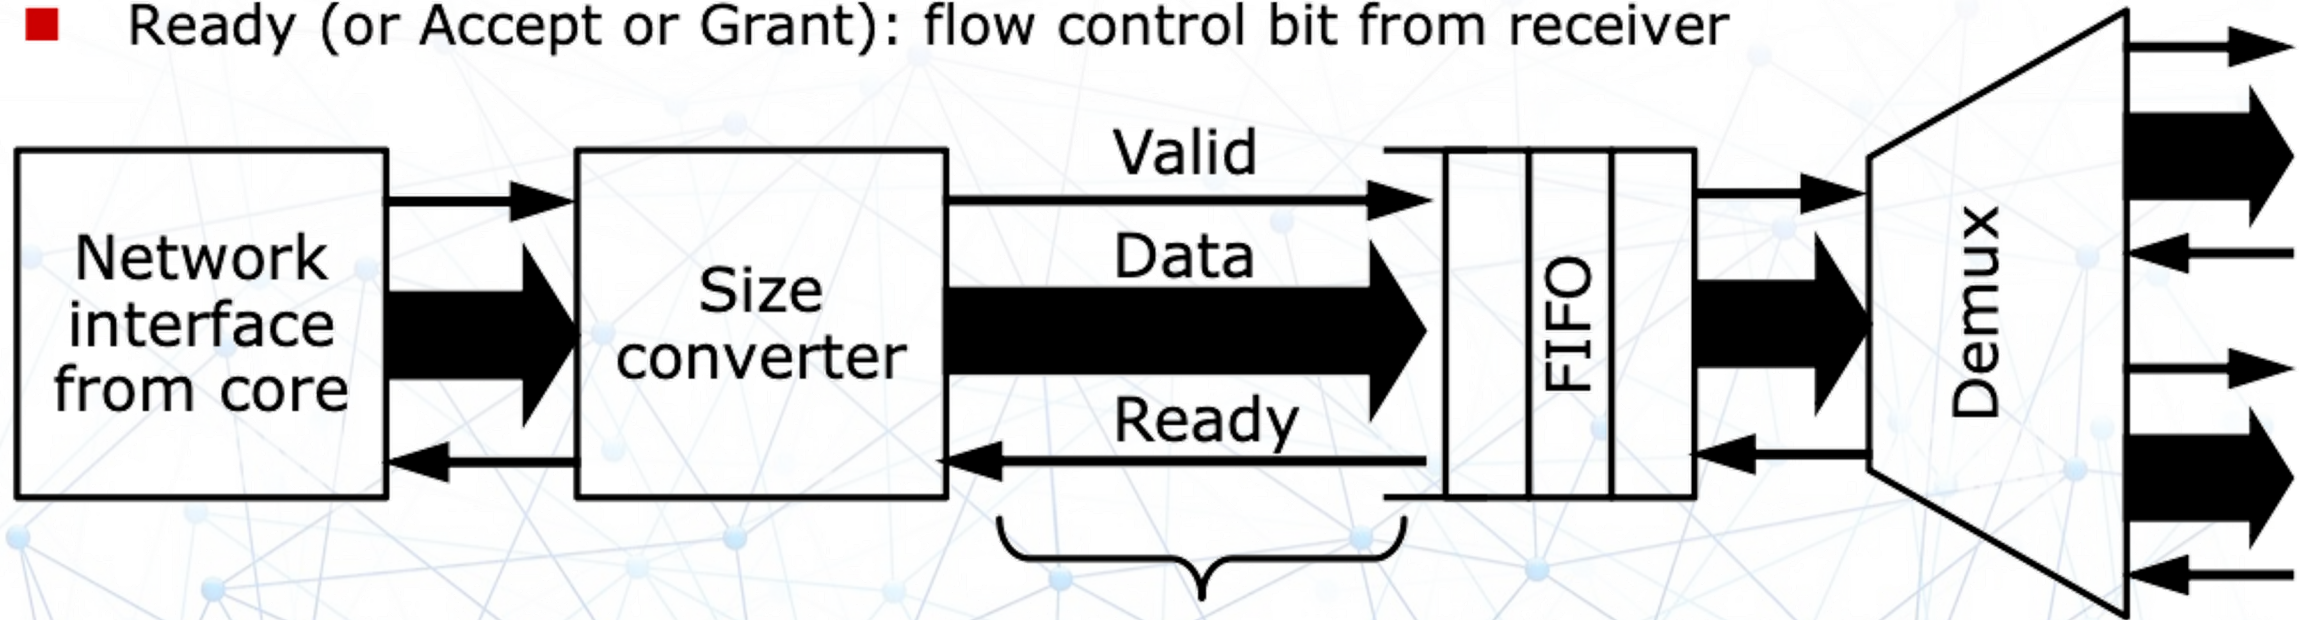 Ready (or Accept or Grant): flow control bit from receiver
Network
interface
from core
Size
converter
Valid
Data
Ready
FIFO
Demux